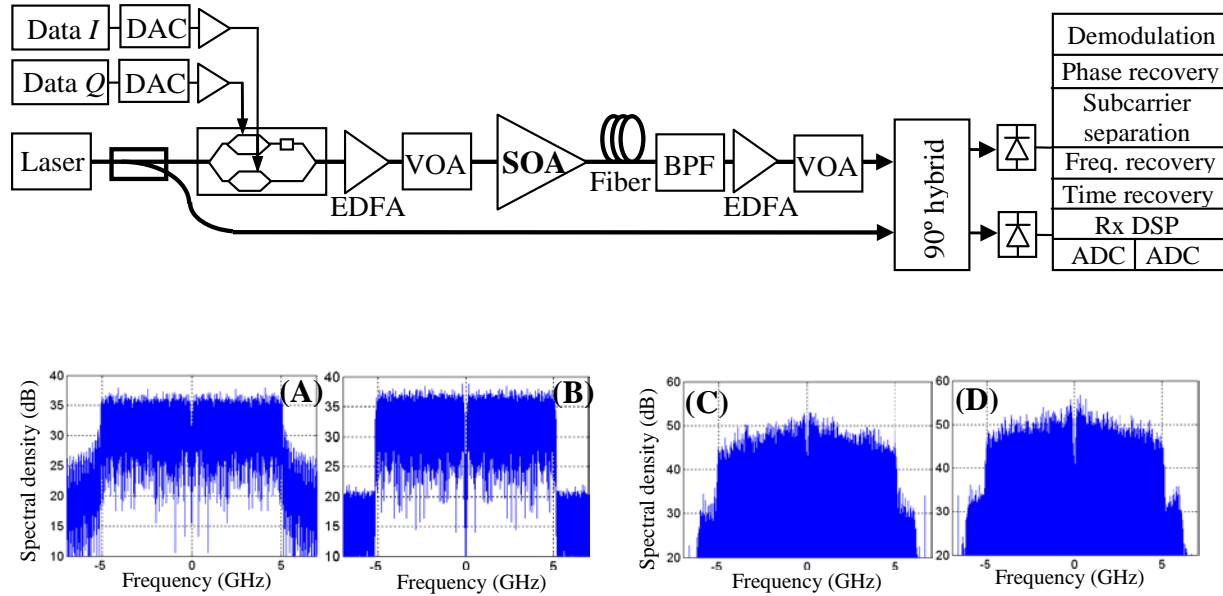 Data I
DAC
Data Q
DAC
Laser
EDFA
VOA
SOA
Fiber
BPF
EDFA
VOA
90º hybrid
Demodulation
Phase recovery
Subcarrier
separation
Freq. recovery
Time recovery
Rx DSP
ADC ADC
Spectral density (dB)
40
35
30
25
20
15
10
-5 0 5
Frequency (GHz)
(A)
40
35
30
25
20
15
10
-5 0 5
Frequency (GHz)
(B)
Spectral density (dB)
60
50
40
30
20
-5 0 5
Frequency (GHz)
(C)
60
50
40
30
20
-5 0 5
Frequency (GHz)
(D)